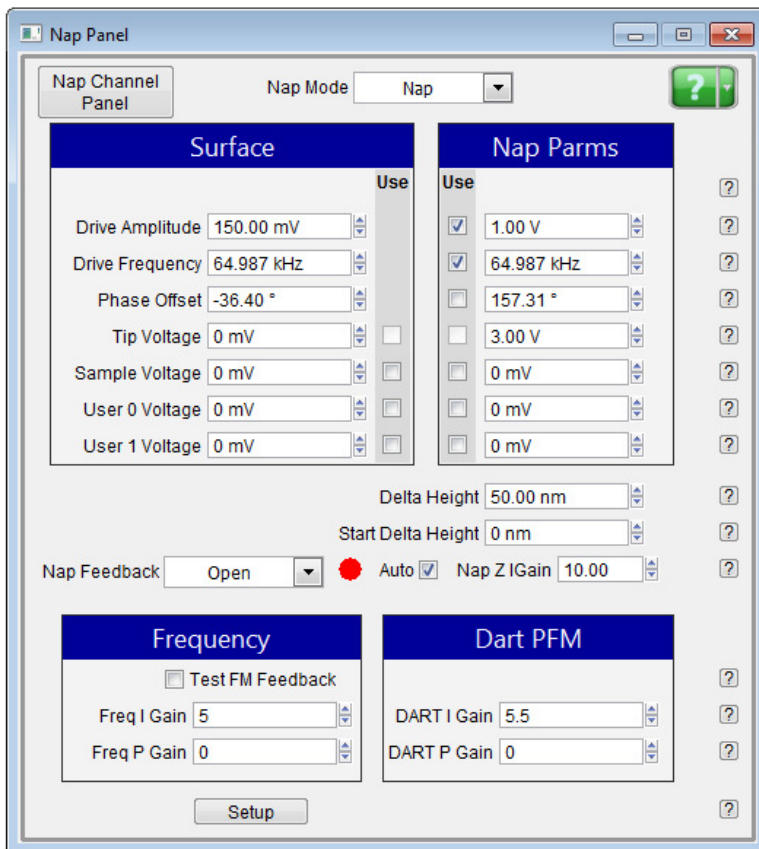 Nap Panel
Nap Channel
Panel
Nap Mode Nap
?
Surface
Nap Parms
Use Use
?
Drive Amplitude 150.00 mV 1.00 V ?
Drive Frequency 64.987 kHz 64.987 kHz ?
Phase Offset -36.40 ° 157.31 ° ?
Tip Voltage 0 mV 3.00 V ?
Sample Voltage 0 mV 0 mV ?
User 0 Voltage 0 mV 0 mV ?
User 1 Voltage 0 mV 0 mV ?
Delta Height 50.00 nm ?
Start Delta Height 0 nm ?
Nap Feedback Open Auto Nap Z IGain 10.00 ?
Frequency
Dart PFM
Test FM Feedback ?
Freq I Gain 5 DART I Gain 5.5 ?
Freq P Gain 0 DART P Gain 0 ?
Setup ?